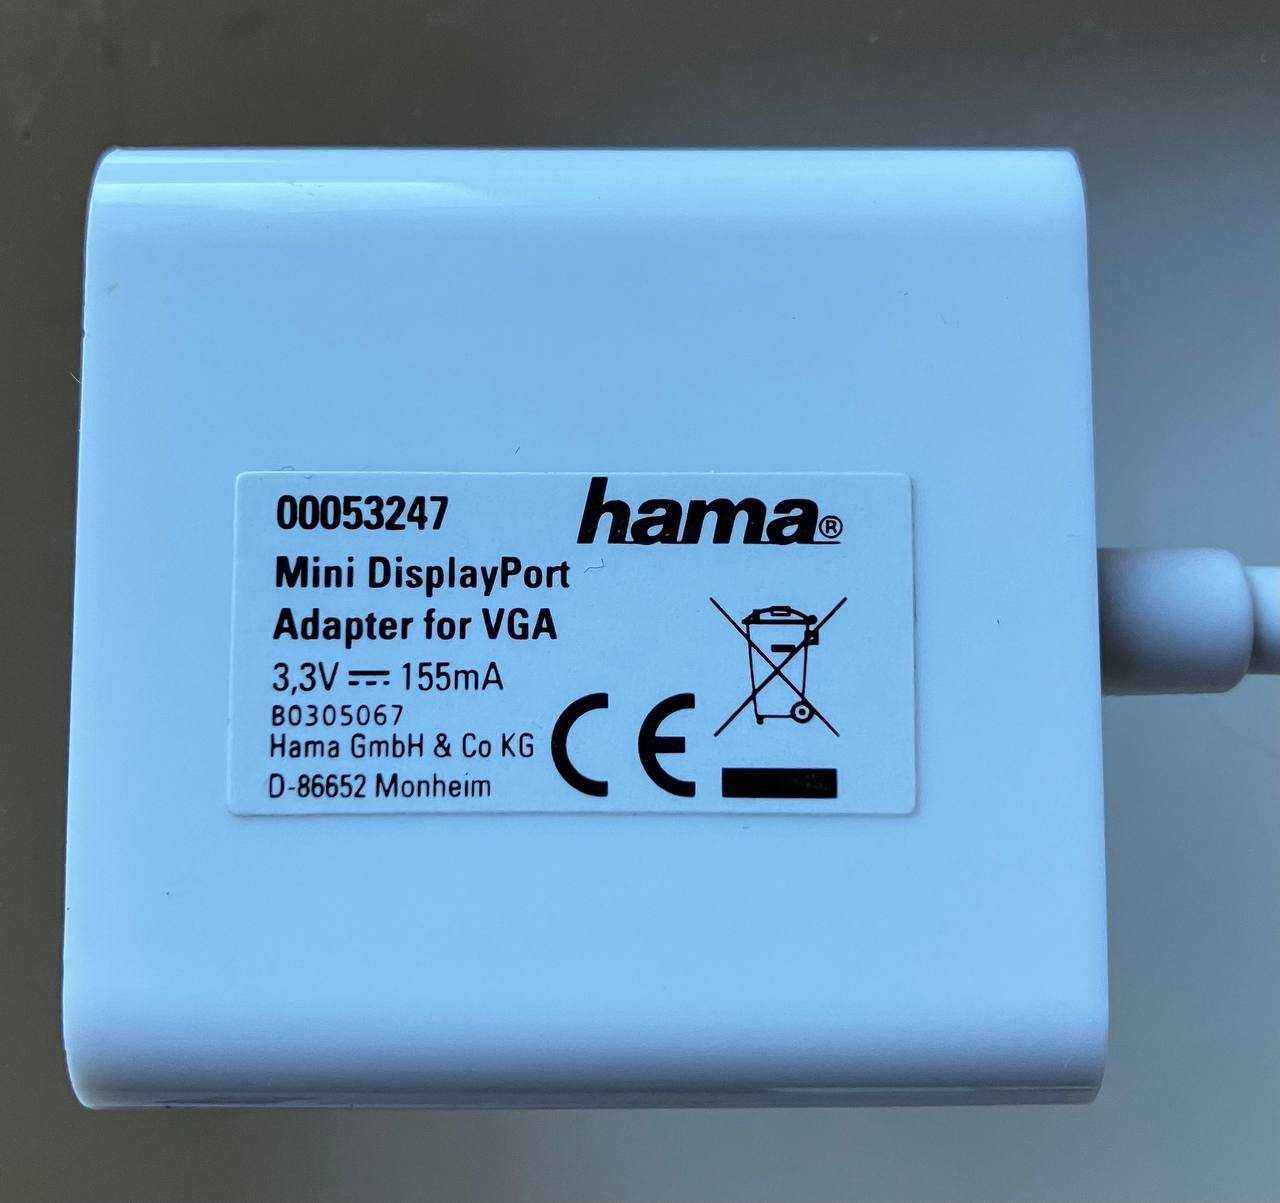 00053247
hama®
Mini DisplayPort
Adapter for VGA
3,3V ⎓ 155mA
B0305067
Hama GmbH & Co KG
D-86652 Monheim
CE